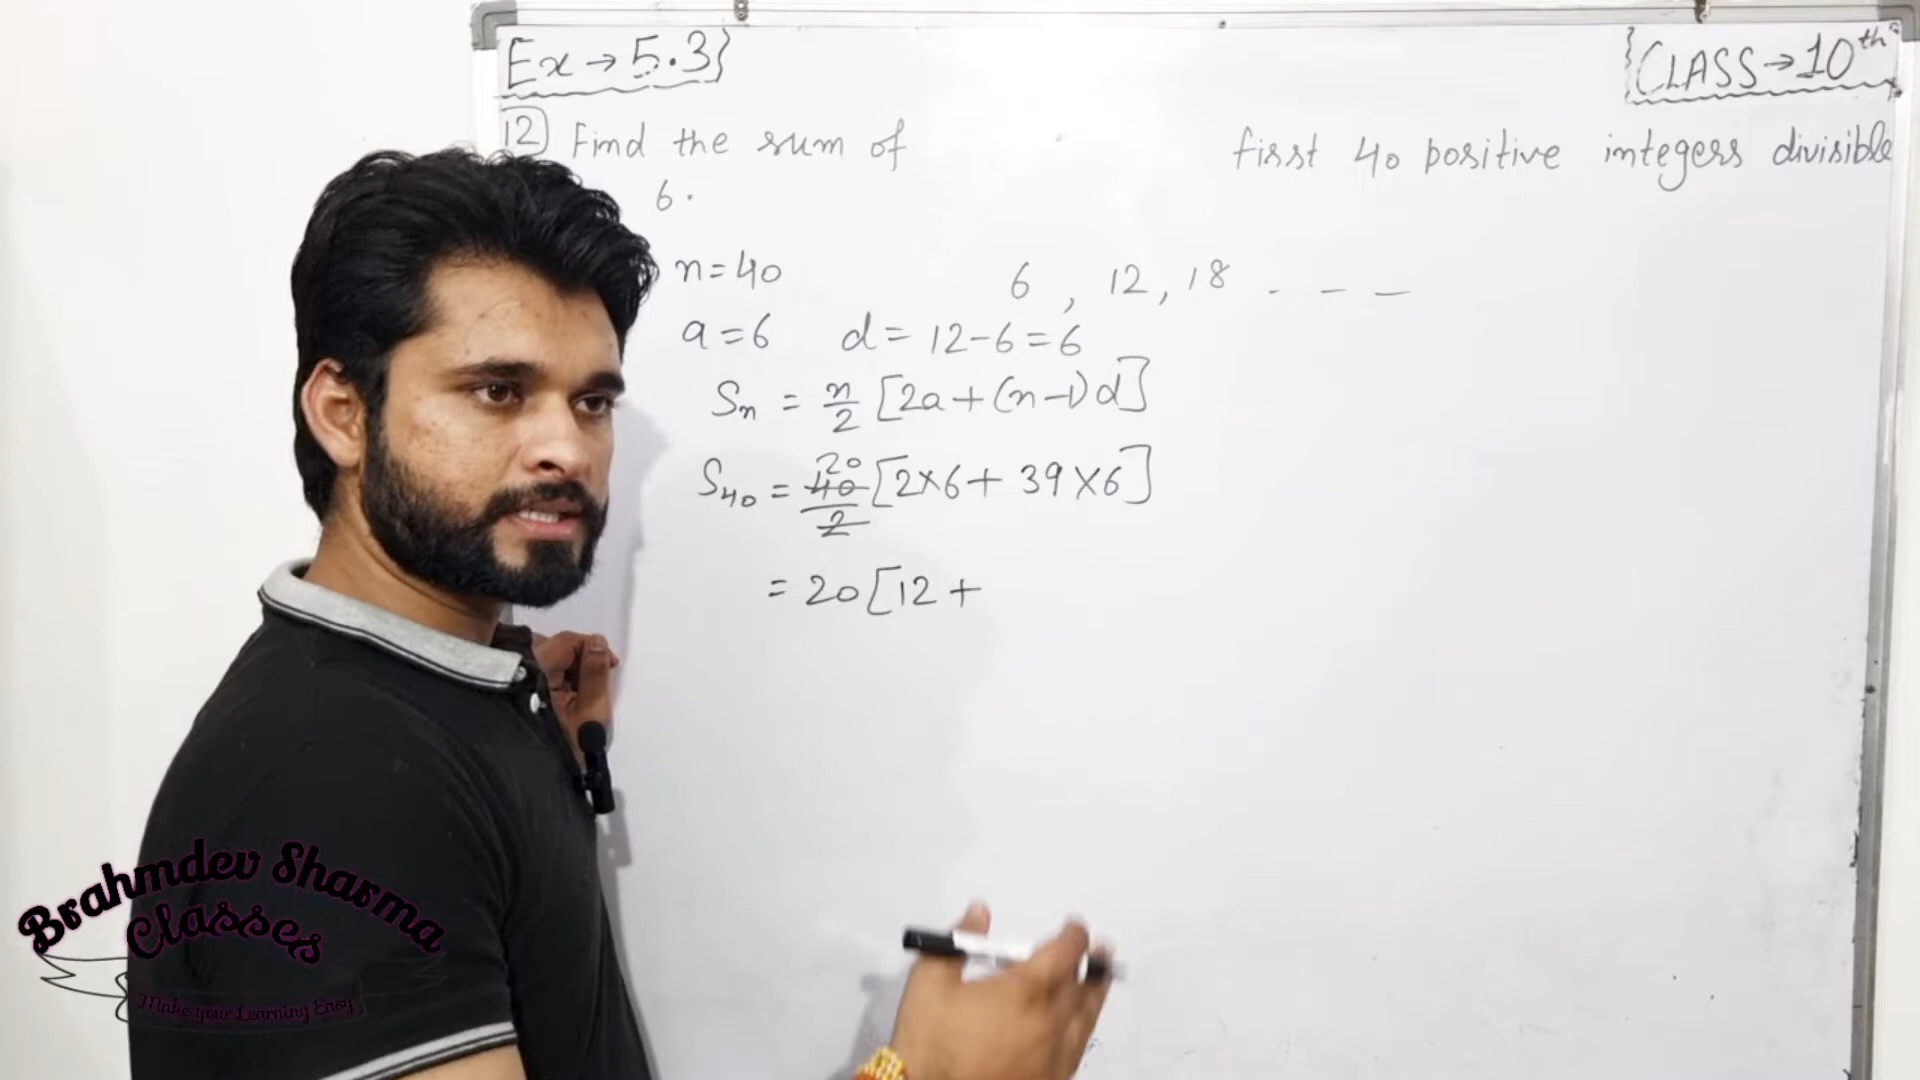 Ex → 5.3
CLASS → 10th
12 Find the sum of first 40 positive integers divisible
6.
n = 40 6 , 12, 18 - - -
a = 6 d = 12 - 6 = 6
Sn = n/2 [2a + (n-1)d]
S40 = 20 40/2 [2×6 + 39×6]
= 20 [12 +
Brahmdev Sharma
Classes
Make your Learning Easy